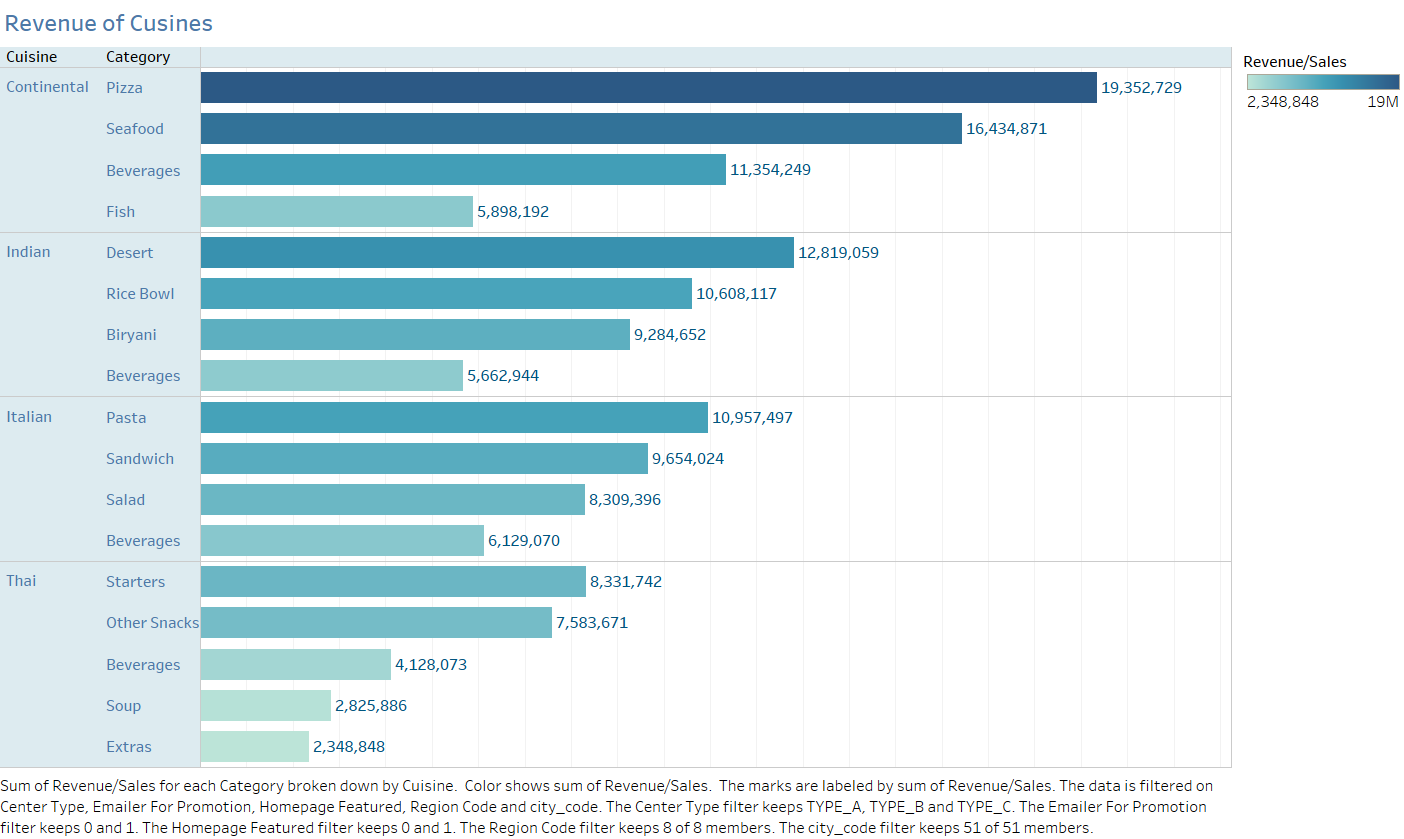 Revenue of Cusines
Cuisine Category
Revenue/Sales
2,348,848 19M
Continental Pizza 19,352,729
Seafood 16,434,871
Beverages 11,354,249
Fish 5,898,192
Indian Desert 12,819,059
Rice Bowl 10,608,117
Biryani 9,284,652
Beverages 5,662,944
Italian Pasta 10,957,497
Sandwich 9,654,024
Salad 8,309,396
Beverages 6,129,070
Thai Starters 8,331,742
Other Snacks 7,583,671
Beverages 4,128,073
Soup 2,825,886
Extras 2,348,848
Sum of Revenue/Sales for each Category broken down by Cuisine.  Color shows sum of Revenue/Sales.  The marks are labeled by sum of Revenue/Sales. The data is filtered on
Center Type, Emailer For Promotion, Homepage Featured, Region Code and city_code. The Center Type filter keeps TYPE_A, TYPE_B and TYPE_C. The Emailer For Promotion
filter keeps 0 and 1. The Homepage Featured filter keeps 0 and 1. The Region Code filter keeps 8 of 8 members. The city_code filter keeps 51 of 51 members.